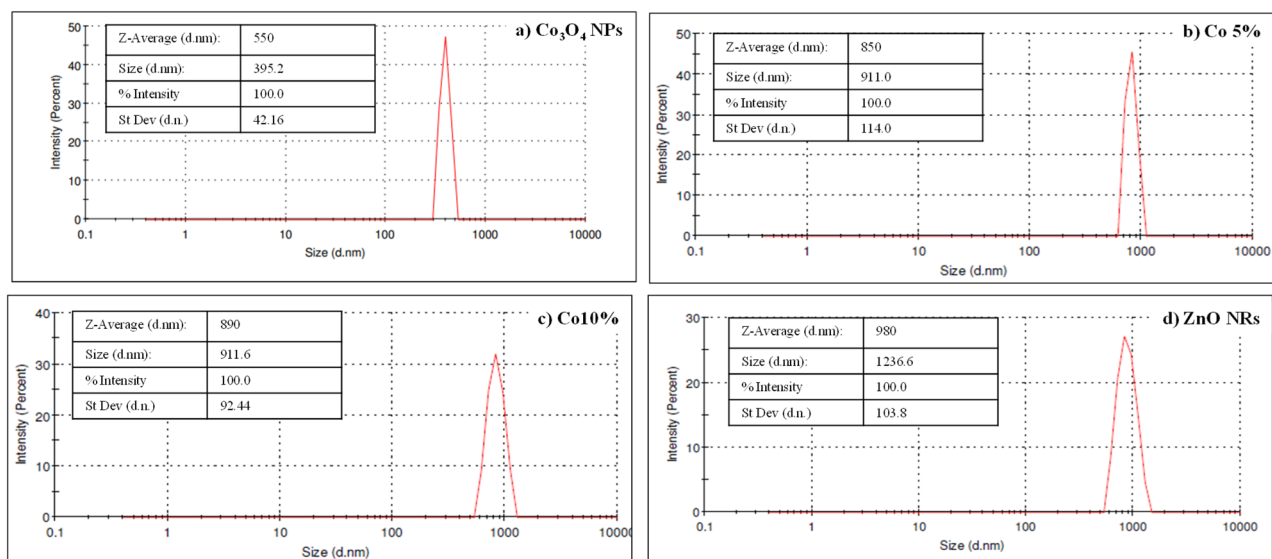 a) Co₃O₄ NPs
Z-Average (d.nm): 550
Size (d.nm): 395.2
% Intensity 100.0
St Dev (d.n.) 42.16
Intensity (Percent)
50
40
30
20
10
0
0.1 1 10 100 1000 10000
Size (d.nm)
b) Co 5%
Z-Average (d.nm): 850
Size (d.nm): 911.0
% Intensity 100.0
St Dev (d.n.) 114.0
Intensity (Percent)
50
40
30
20
10
0
0.1 1 10 100 1000 10000
Size (d.nm)
c) Co10%
Z-Average (d.nm): 890
Size (d.nm): 911.6
% Intensity 100.0
St Dev (d.n.) 92.44
Intensity (Percent)
40
30
20
10
0
0.1 1 10 100 1000 10000
Size (d.nm)
d) ZnO NRs
Z-Average (d.nm): 980
Size (d.nm): 1236.6
% Intensity 100.0
St Dev (d.n.) 103.8
Intensity (Percent)
30
20
10
0
0.1 1 10 100 1000 10000
Size (d.nm)